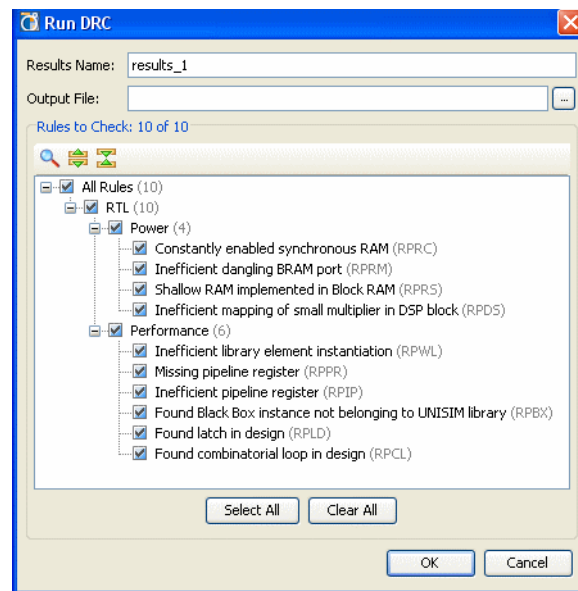 Run DRC
Results Name: results_1
Output File: ...
Rules to Check: 10 of 10
All Rules (10)
RTL (10)
Power (4)
Constantly enabled synchronous RAM (RPRC)
Inefficient dangling BRAM port (RPRM)
Shallow RAM implemented in Block RAM (RPRS)
Inefficient mapping of small multiplier in DSP block (RPDS)
Performance (6)
Inefficient library element instantiation (RPWL)
Missing pipeline register (RPPR)
Inefficient pipeline register (RPIP)
Found Black Box instance not belonging to UNISIM library (RPBX)
Found latch in design (RPLD)
Found combinatorial loop in design (RPCL)
Select All Clear All
OK Cancel